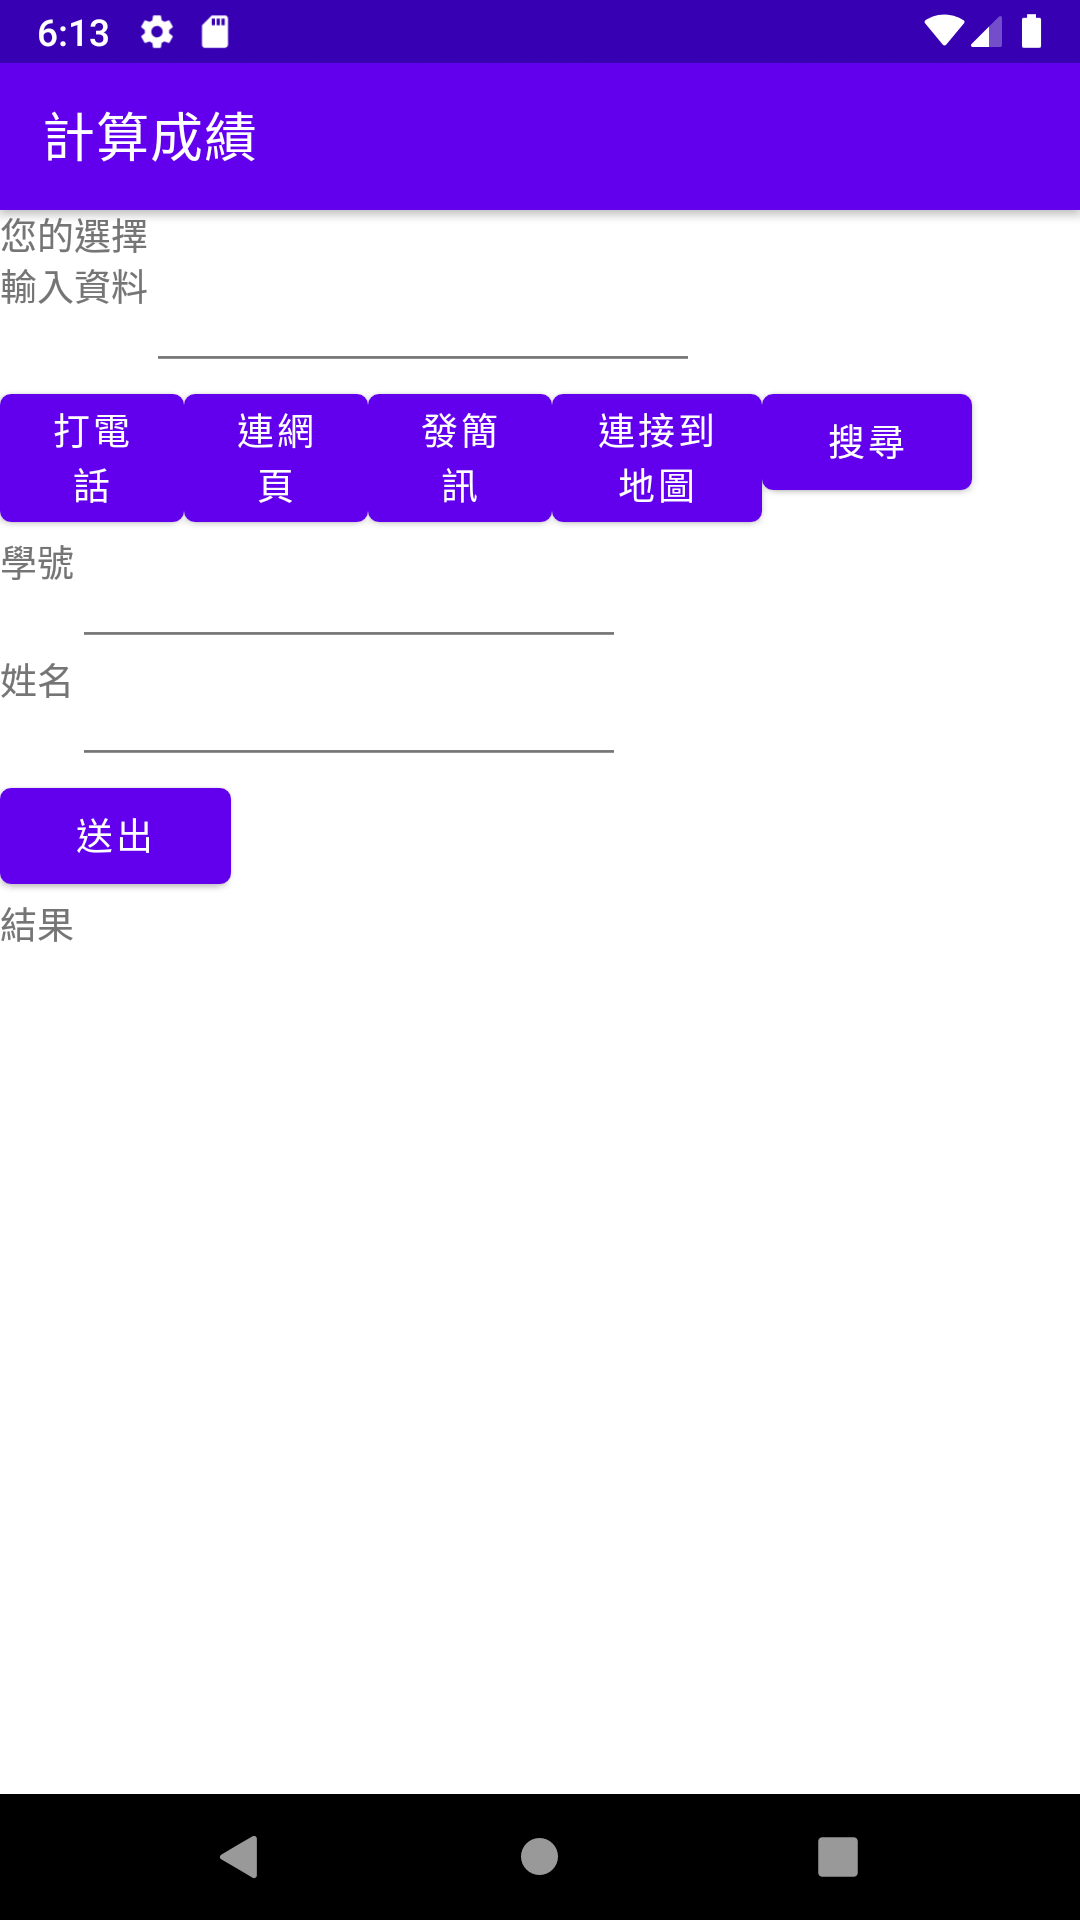 6:13
計算成績
您的選擇
輸入資料
打電
話
連網
頁
發簡
訊
連接到
地圖
搜尋
學號
姓名
送出
結果